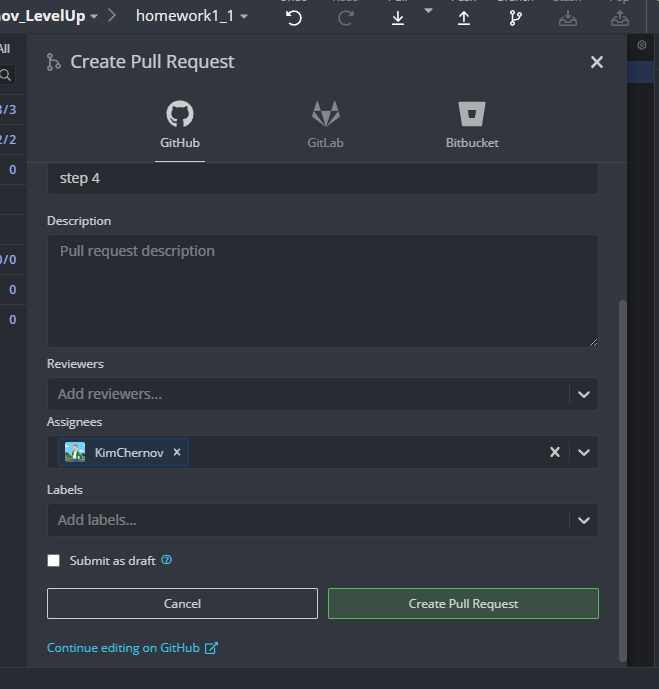 ov_LevelUp
homework1_1
All
3/3
2/2
0
0/0
0
0
Create Pull Request
GitHub
GitLab
Bitbucket
step 4
Description
Pull request description
Reviewers
Add reviewers...
Assignees
KimChernov
Labels
Add labels...
Submit as draft
Cancel
Create Pull Request
Continue editing on GitHub